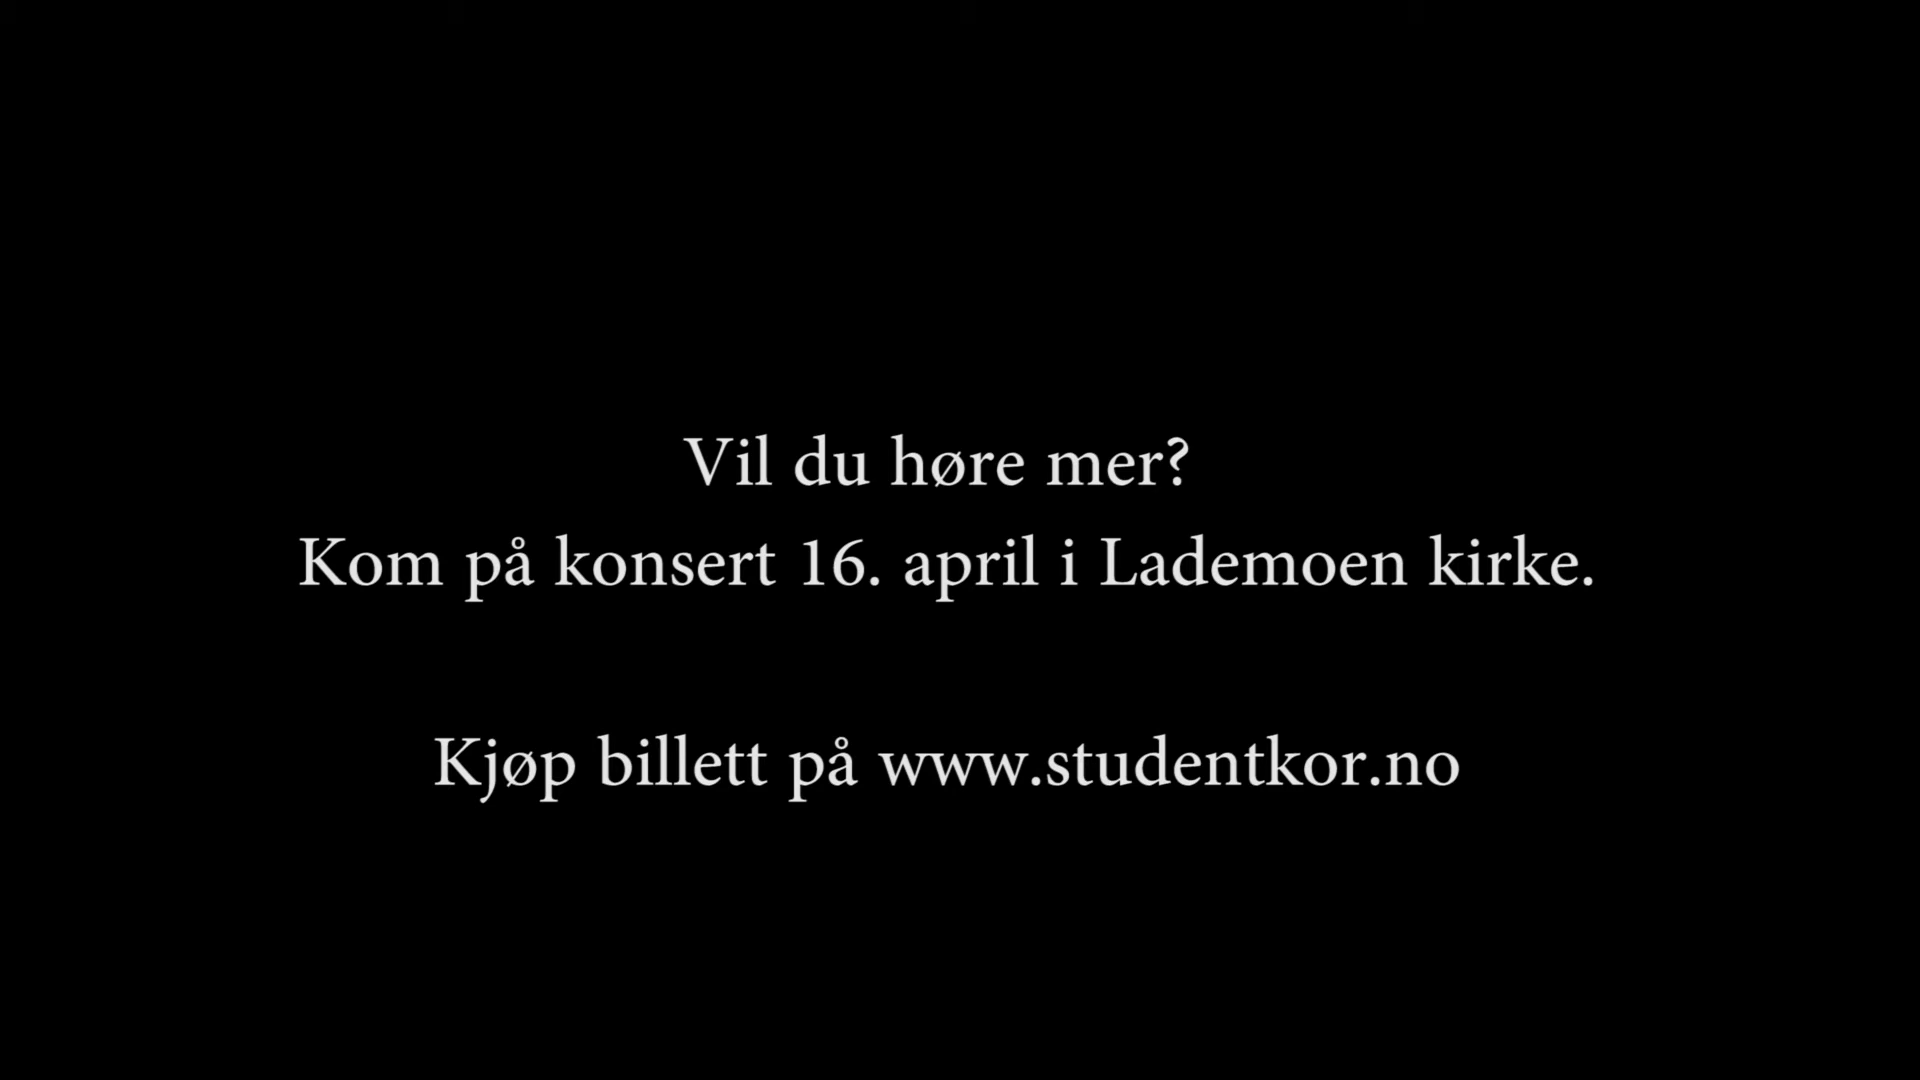 Vil du høre mer?
Kom på konsert 16. april i Lademoen kirke.
Kjøp billett på www.studentkor.no